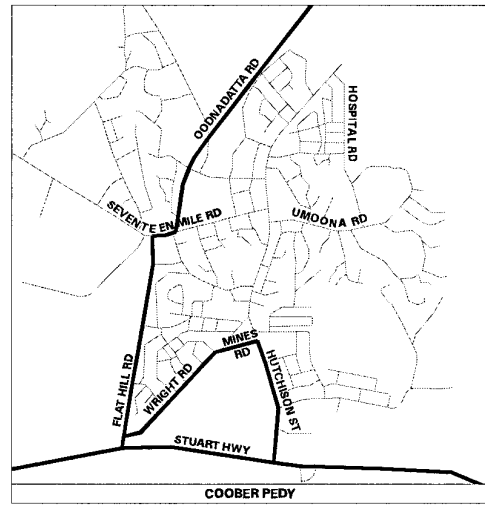 OODNADATTA RD
HOSPITAL RD
SEVENTEEN MILE RD
UMOONA RD
MINES
RD
FLAT HILL RD
WRIGHT RD
HUTCHISON ST
STUART HWY
COOBER PEDY